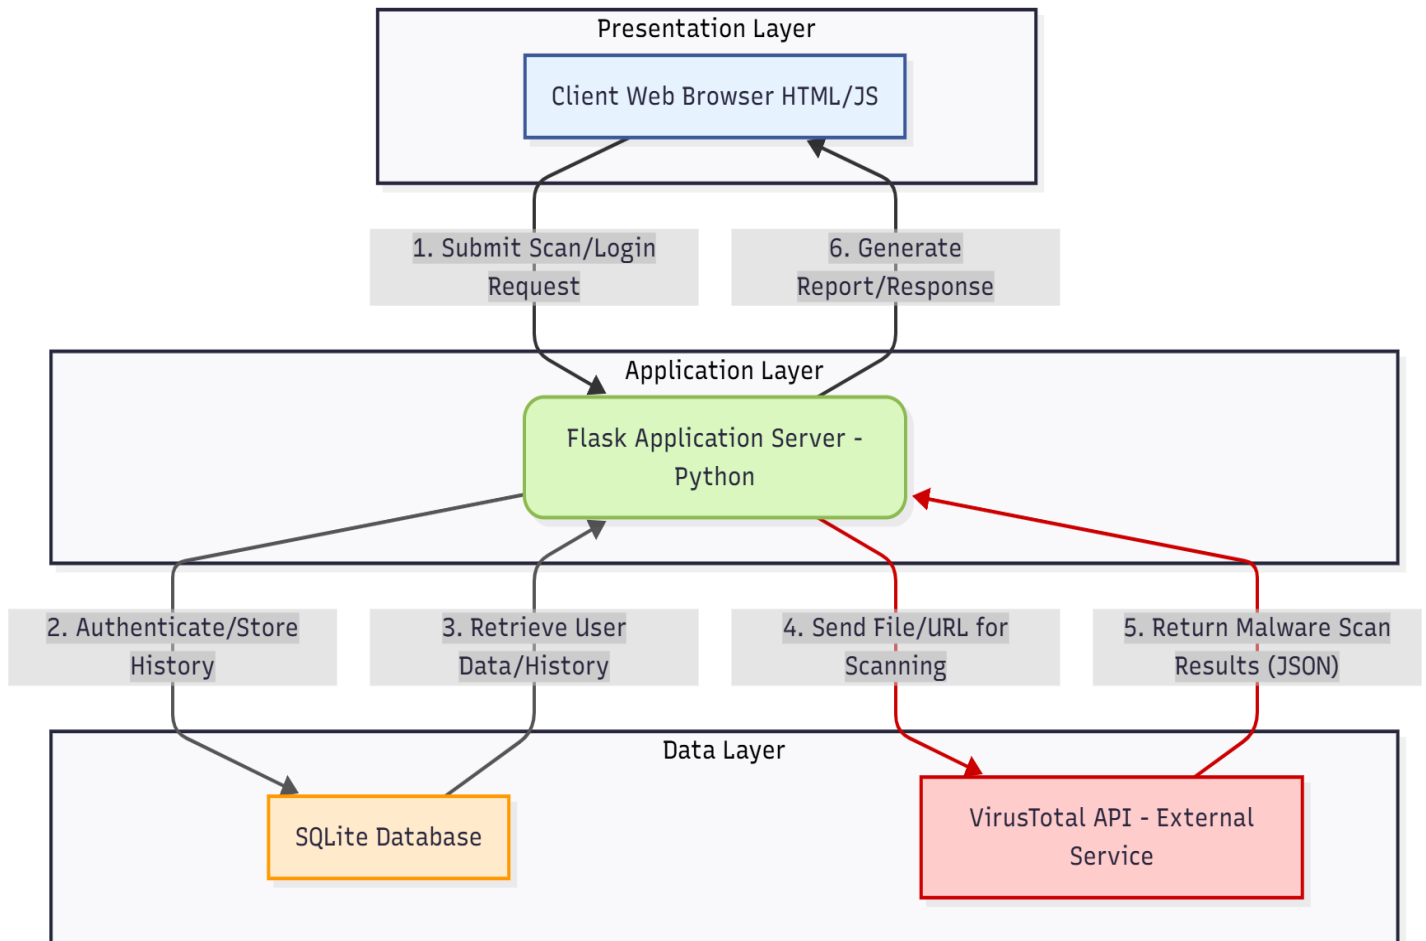 Presentation Layer
Client Web Browser HTML/JS
1. Submit Scan/Login
Request
6. Generate
Report/Response
Application Layer
Flask Application Server -
Python
2. Authenticate/Store
History
3. Retrieve User
Data/History
4. Send File/URL for
Scanning
5. Return Malware Scan
Results (JSON)
Data Layer
SQLite Database
VirusTotal API - External
Service